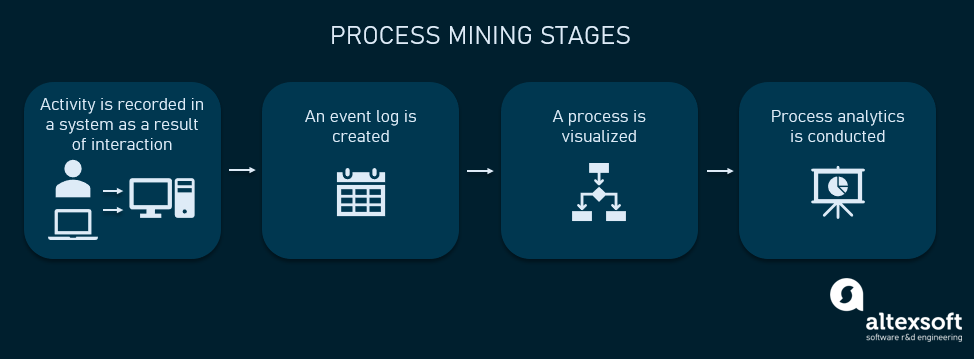 PROCESS MINING STAGES
Activity is recorded in
a system as a result
of interaction
An event log is
created
A process is
visualized
Process analytics
is conducted
altexsoft
software r&d engineering